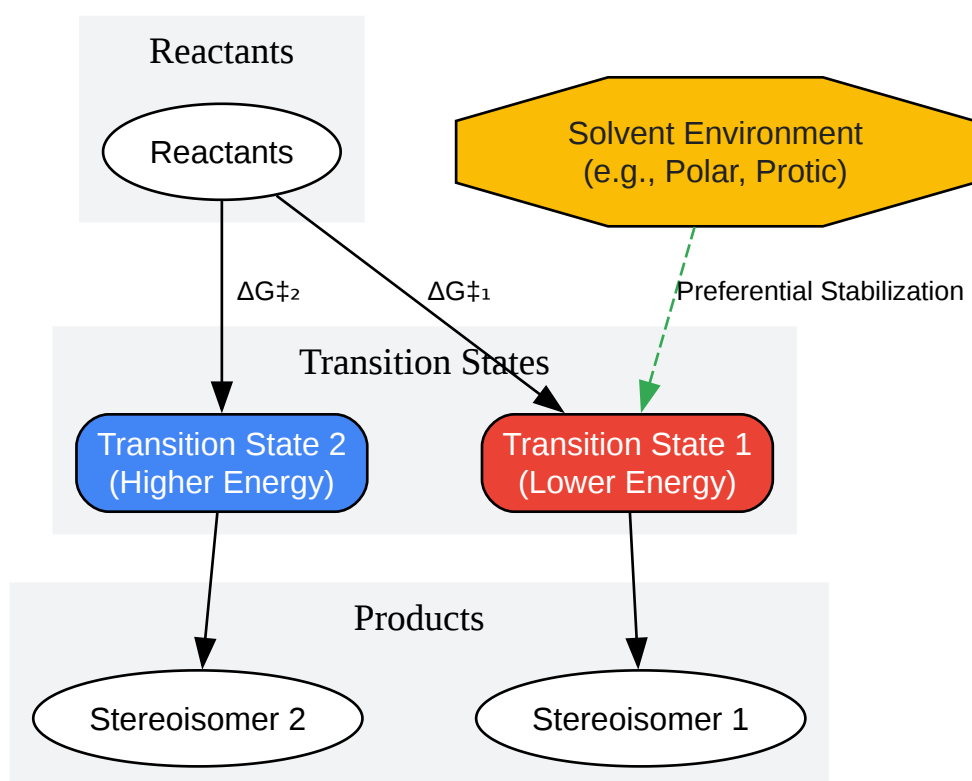 Reactants
Reactants
Solvent Environment
(e.g., Polar, Protic)
ΔG‡₂
ΔG‡₁
Preferential Stabilization
Transition States
Transition State 2
(Higher Energy)
Transition State 1
(Lower Energy)
Products
Stereoisomer 2
Stereoisomer 1